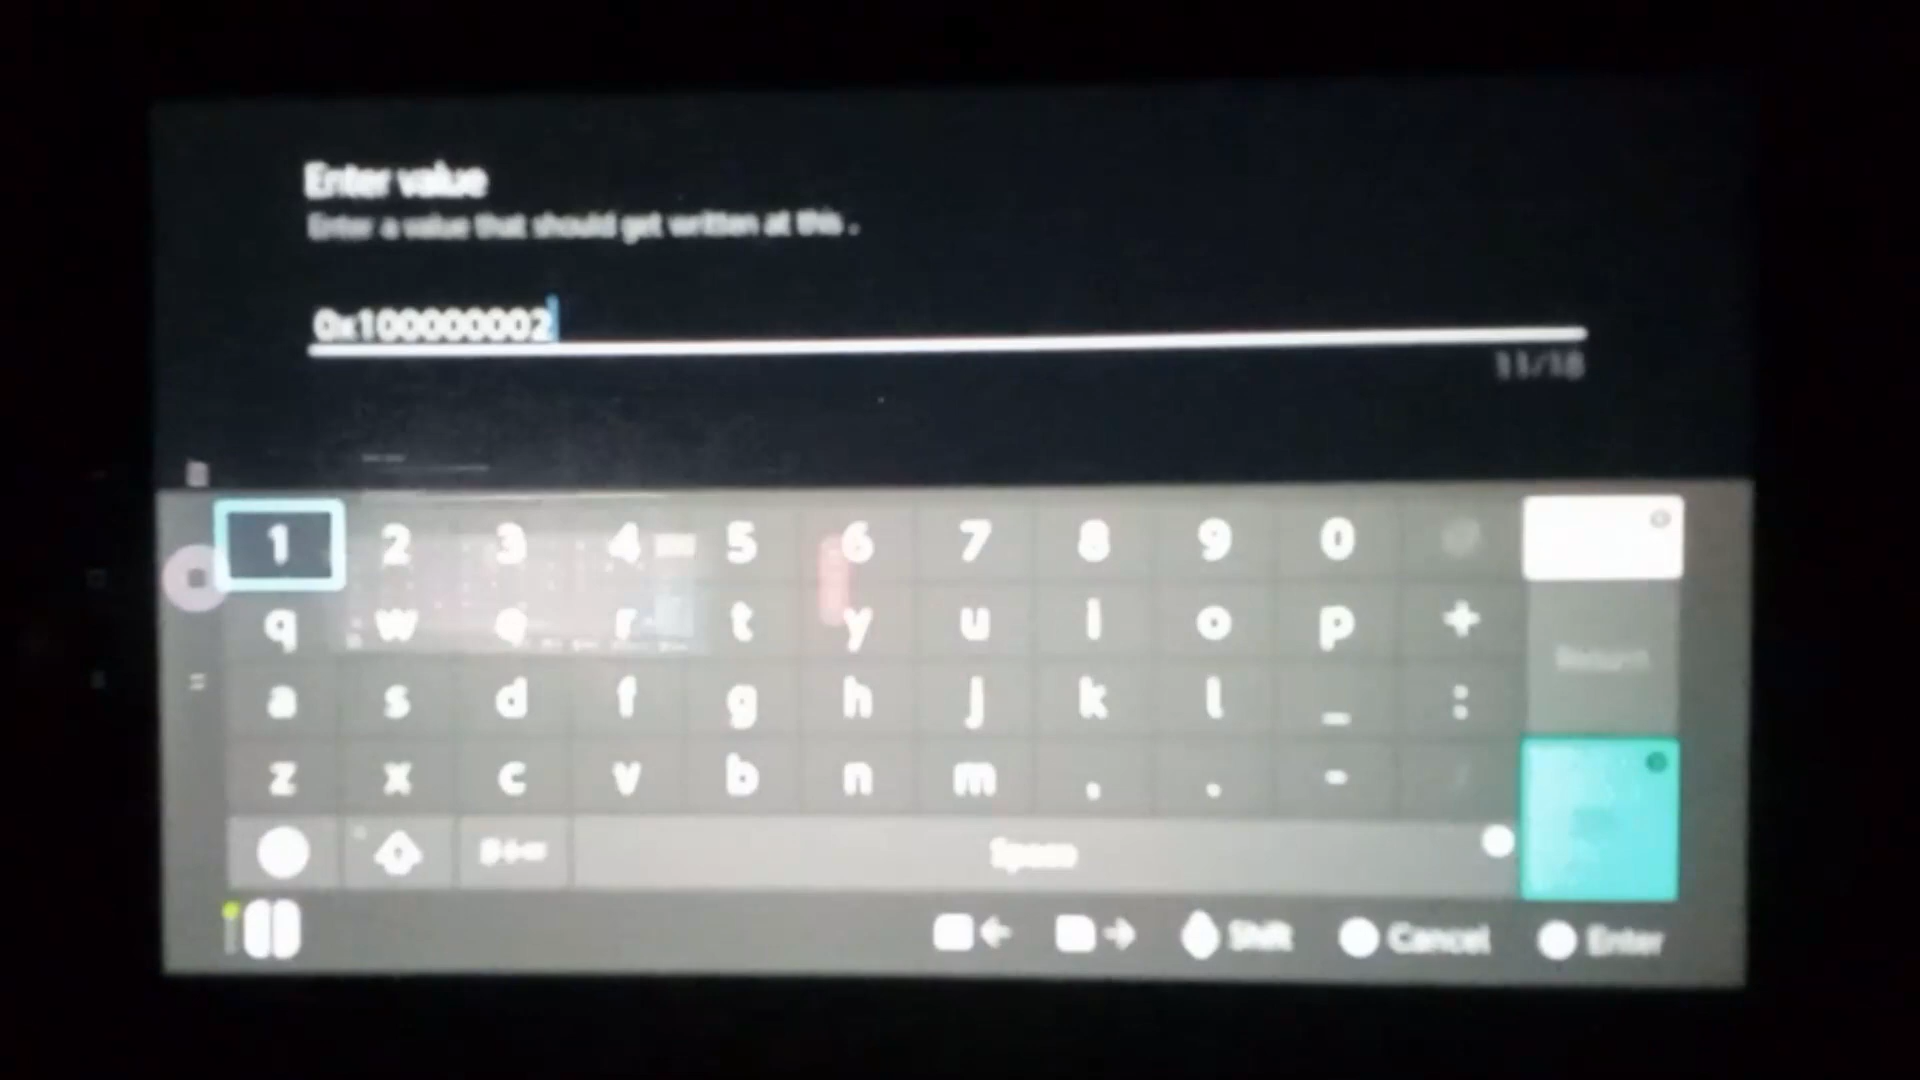 Enter value
Enter a value that should get written at this .
0x100000002
11/18
1 2 3 4 5 6 7 8 9 0
q w e r t y u i o p +
Return
a s d f g h j k l _ :
z x c v b n m , . -
#+=
Space
Shift Cancel Enter